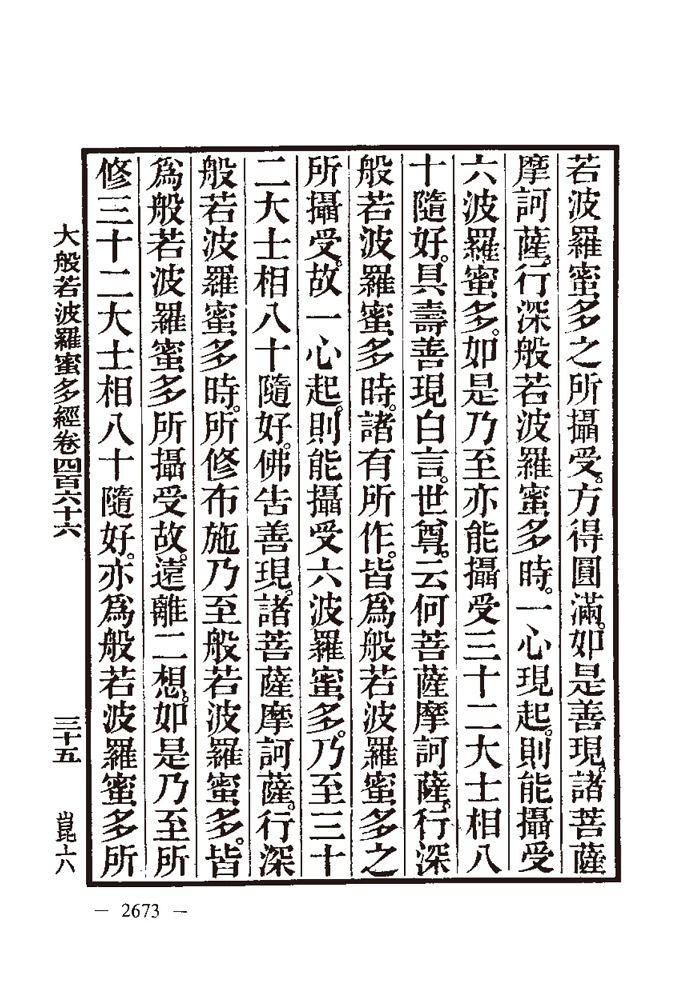 若波羅蜜多之所攝受。方得圓滿。如是善現。諸菩薩
摩訶薩。行深般若波羅蜜多時。一心現起。則能攝受
六波羅蜜多。如是乃至亦能攝受三十二大士相八
十隨好。具壽善現白言。世尊。云何菩薩摩訶薩。行深
般若波羅蜜多時。諸有所作。皆為般若波羅蜜多之
所攝受。故一心起。則能攝受六波羅蜜多。乃至三十
二大士相八十隨好。佛告善現。諸菩薩摩訶薩。行深
般若波羅蜜多時。所修布施乃至般若波羅蜜多。皆
為般若波羅蜜多所攝受故。遠離二想。如是乃至所
修三十二大士相八十隨好。亦為般若波羅蜜多所
大般若波羅蜜多經卷四百六十六 三十五 崑上六
— 2673 —